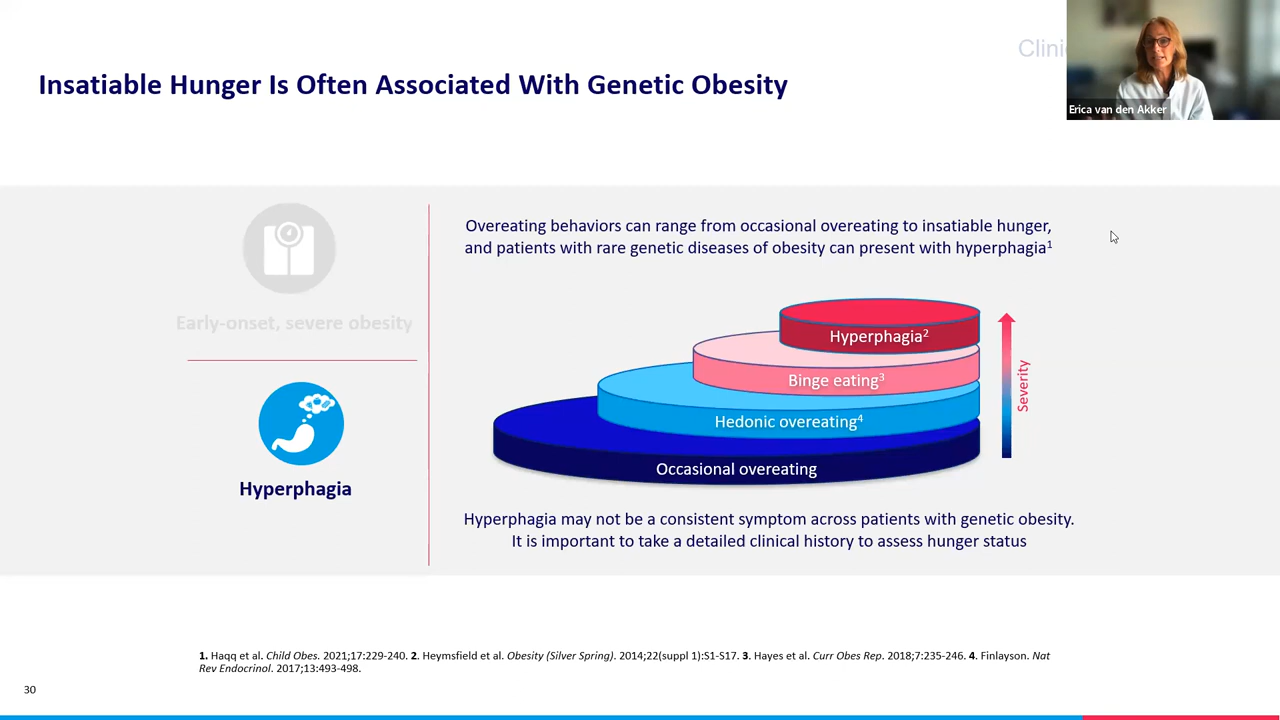 Clinic
Erica van den Akker
Insatiable Hunger Is Often Associated With Genetic Obesity
Early-onset, severe obesity
Hyperphagia
Overeating behaviors can range from occasional overeating to insatiable hunger,
and patients with rare genetic diseases of obesity can present with hyperphagia1
Hyperphagia2
Binge eating3
Hedonic overeating4
Occasional overeating
Severity
Hyperphagia may not be a consistent symptom across patients with genetic obesity.
It is important to take a detailed clinical history to assess hunger status
1. Haqq et al. Child Obes. 2021;17:229-240. 2. Heymsfield et al. Obesity (Silver Spring). 2014;22(suppl 1):S1-S17. 3. Hayes et al. Curr Obes Rep. 2018;7:235-246. 4. Finlayson. Nat
Rev Endocrinol. 2017;13:493-498.
30